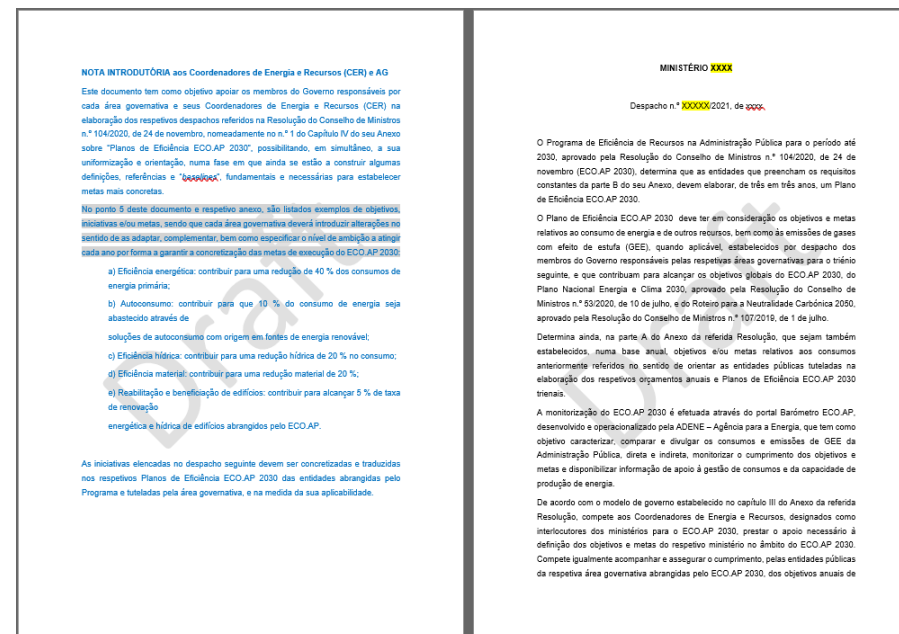 NOTA INTRODUTÓRIA aos Coordenadores de Energia e Recursos (CER) e AG
Este documento tem como objetivo apoiar os membros do Governo responsáveis por
cada área governativa e seus Coordenadores de Energia e Recursos (CER) na
elaboração dos respetivos despachos referidos na Resolução do Conselho de Ministros
n.º 104/2020, de 24 de novembro, nomeadamente no n.º 1 do Capítulo IV do seu Anexo
sobre "Planos de Eficiência ECO.AP 2030", possibilitando, em simultâneo, a sua
uniformização e orientação, numa fase em que ainda se estão a construir algumas
definições, referências e "baselines", fundamentais e necessárias para estabelecer
metas mais concretas.
No ponto 5 deste documento e respetivo anexo, são listados exemplos de objetivos,
iniciativas e/ou metas, sendo que cada área governativa deverá introduzir alterações no
sentido de as adaptar, complementar, bem como especificar o nível de ambição a atingir
cada ano por forma a garantir a concretização das metas de execução do ECO.AP 2030:
a) Eficiência energética: contribuir para uma redução de 40 % dos consumos de
energia primária;
b) Autoconsumo: contribuir para que 10 % do consumo de energia seja
abastecido através de
soluções de autoconsumo com origem em fontes de energia renovável;
c) Eficiência hídrica: contribuir para uma redução hídrica de 20 % no consumo;
d) Eficiência material: contribuir para uma redução material de 20 %;
e) Reabilitação e beneficiação de edifícios: contribuir para alcançar 5 % de taxa
de renovação
energética e hídrica de edifícios abrangidos pelo ECO.AP.
As iniciativas elencadas no despacho seguinte devem ser concretizadas e traduzidas
nos respetivos Planos de Eficiência ECO.AP 2030 das entidades abrangidas pelo
Programa e tuteladas pela área governativa, e na medida da sua aplicabilidade.
Draft
MINISTÉRIO XXXX
Despacho n.º XXXXX/2021, de xxxx
O Programa de Eficiência de Recursos na Administração Pública para o período até
2030, aprovado pela Resolução do Conselho de Ministros n.º 104/2020, de 24 de
novembro (ECO.AP 2030), determina que as entidades que preencham os requisitos
constantes da parte B do seu Anexo, devem elaborar, de três em três anos, um Plano
de Eficiência ECO.AP 2030.
O Plano de Eficiência ECO.AP 2030 deve ter em consideração os objetivos e metas
relativos ao consumo de energia e de outros recursos, bem como às emissões de gases
com efeito de estufa (GEE), quando aplicável, estabelecidos por despacho dos
membros do Governo responsáveis pelas respetivas áreas governativas para o triénio
seguinte, e que contribuam para alcançar os objetivos globais do ECO.AP 2030, do
Plano Nacional Energia e Clima 2030, aprovado pela Resolução do Conselho de
Ministros n.º 53/2020, de 10 de julho, e do Roteiro para a Neutralidade Carbónica 2050,
aprovado pela Resolução do Conselho de Ministros n.º 107/2019, de 1 de julho.
Determina ainda, na parte A do Anexo da referida Resolução, que sejam também
estabelecidos, numa base anual, objetivos e/ou metas relativos aos consumos
anteriormente referidos no sentido de orientar as entidades públicas tuteladas na
elaboração dos respetivos orçamentos anuais e Planos de Eficiência ECO.AP 2030
trienais.
A monitorização do ECO.AP 2030 é efetuada através do portal Barómetro ECO.AP,
desenvolvido e operacionalizado pela ADENE – Agência para a Energia, que tem como
objetivo caracterizar, comparar e divulgar os consumos e emissões de GEE da
Administração Pública, direta e indireta, monitorizar o cumprimento dos objetivos e
metas e disponibilizar informação de apoio à gestão de consumos e da capacidade de
produção de energia.
De acordo com o modelo de governo estabelecido no capítulo III do Anexo da referida
Resolução, compete aos Coordenadores de Energia e Recursos, designados como
interlocutores dos ministérios para o ECO.AP 2030, prestar o apoio necessário à
definição dos objetivos e metas do respetivo ministério no âmbito do ECO.AP 2030.
Compete igualmente acompanhar e assegurar o cumprimento, pelas entidades públicas
da respetiva área governativa abrangidas pelo ECO.AP 2030, dos objetivos anuais de
Draft